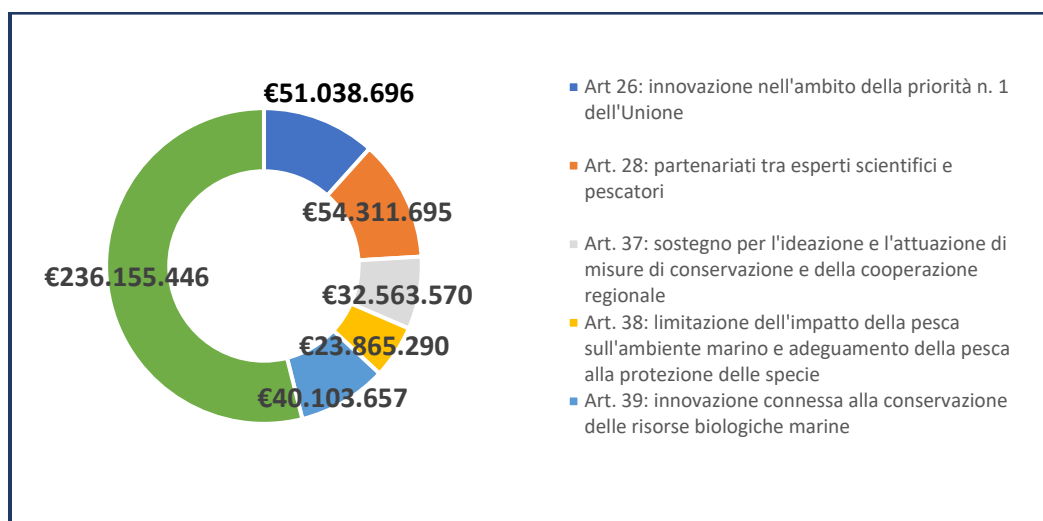 €51.038.696
€54.311.695
€236.155.446
€32.563.570
€23.865.290
€40.103.657
Art 26: innovazione nell'ambito della priorità n. 1
dell'Unione
Art. 28: partenariati tra esperti scientifici e
pescatori
Art. 37: sostegno per l'ideazione e l'attuazione di
misure di conservazione e della cooperazione
regionale
Art. 38: limitazione dell'impatto della pesca
sull'ambiente marino e adeguamento della pesca
alla protezione delle specie
Art. 39: innovazione connessa alla conservazione
delle risorse biologiche marine